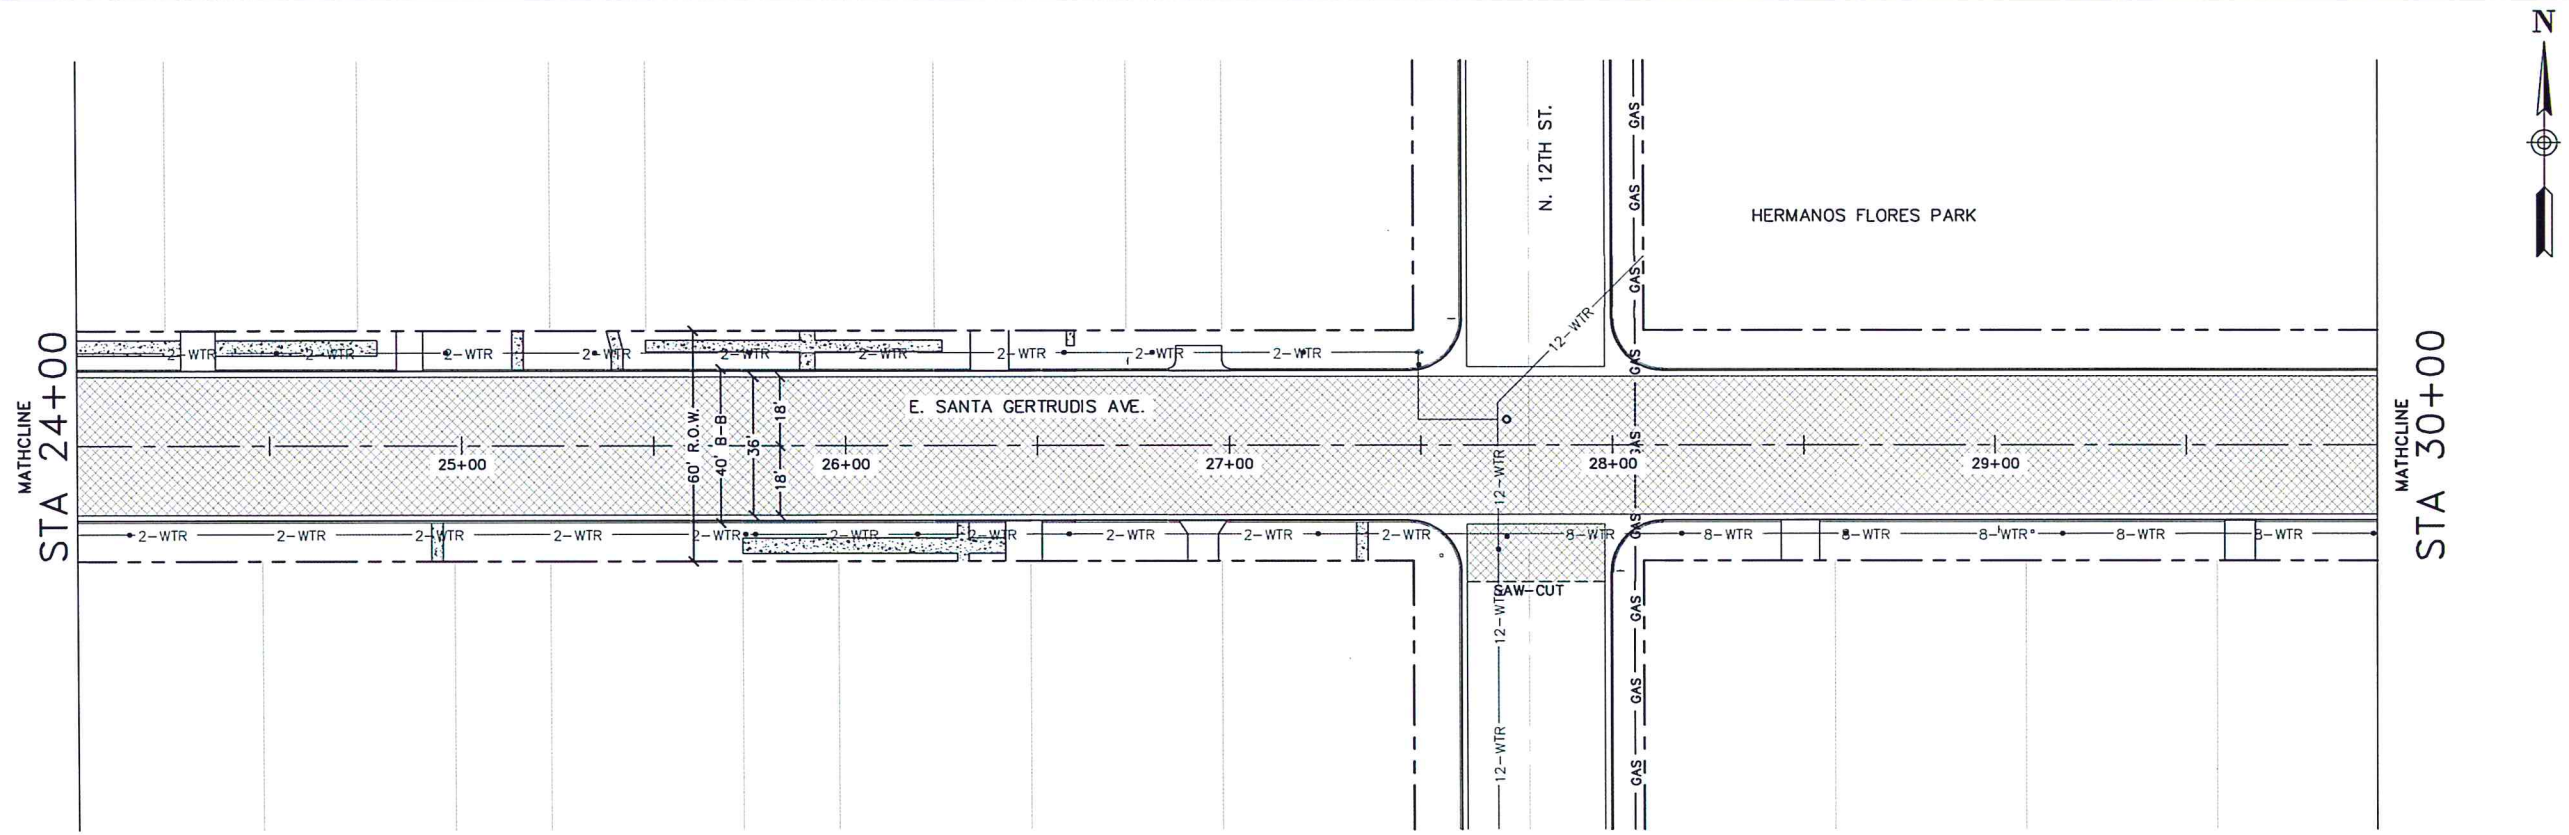 N
N. 12TH ST.
GAS
GAS
GAS
GAS
GAS
GAS
GAS
GAS
GAS
HERMANOS FLORES PARK
12-WTR
MATHCLINE
STA 24+00
2-WTR
2-WTR
2-WTR
2-WTR
2-WTR
2-WTR
2-WTR
2-WTR
2-WTR
E. SANTA GERTRUDIS AVE.
60' R.O.W.
40' B-B
36'
18'
18'
25+00
26+00
27+00
28+00
29+00
12-WTR
2-WTR
2-WTR
2-WTR
2-WTR
2-WTR
2-WTR
2-WTR
2-WTR
2-WTR
8-WTR
8-WTR
8-WTR
8-WTR
8-WTR
8-WTR
SAW-CUT
12-WTR
12-WTR
MATHCLINE
STA 30+00